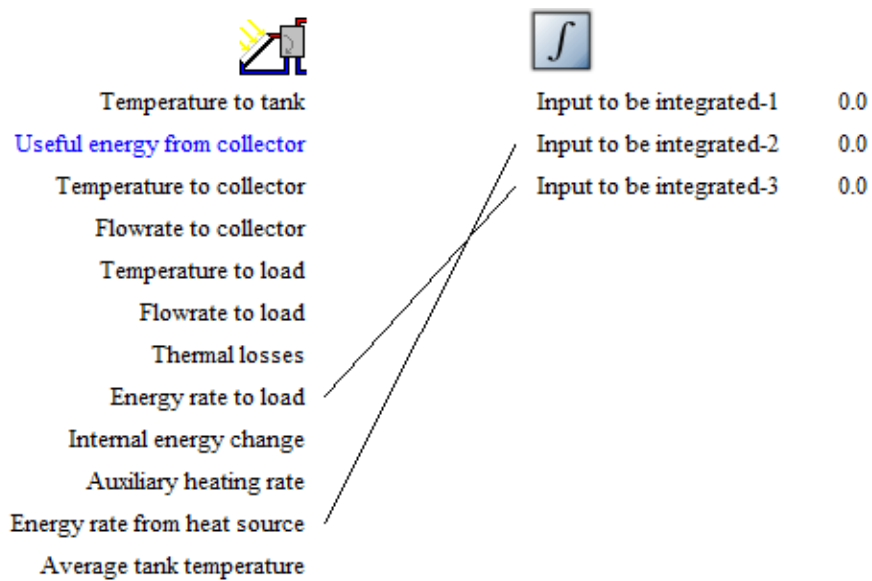 ∫
Temperature to tank
Useful energy from collector
Temperature to collector
Flowrate to collector
Temperature to load
Flowrate to load
Thermal losses
Energy rate to load
Internal energy change
Auxiliary heating rate
Energy rate from heat source
Average tank temperature
Input to be integrated-1 0.0
Input to be integrated-2 0.0
Input to be integrated-3 0.0